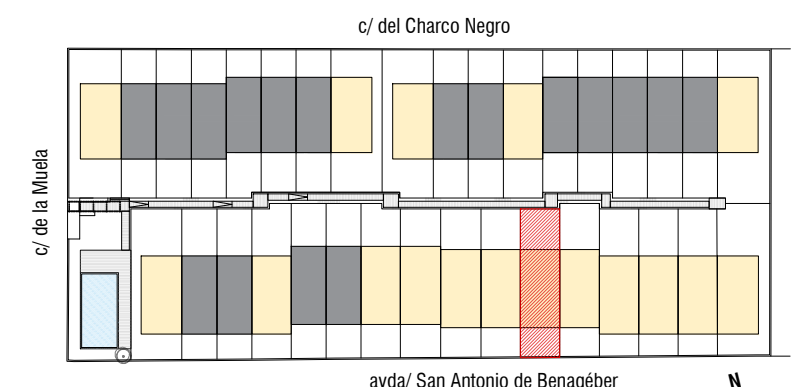 c/ del Charco Negro
c/ de la Muela
avda/ San Antonio de Benagéber
N